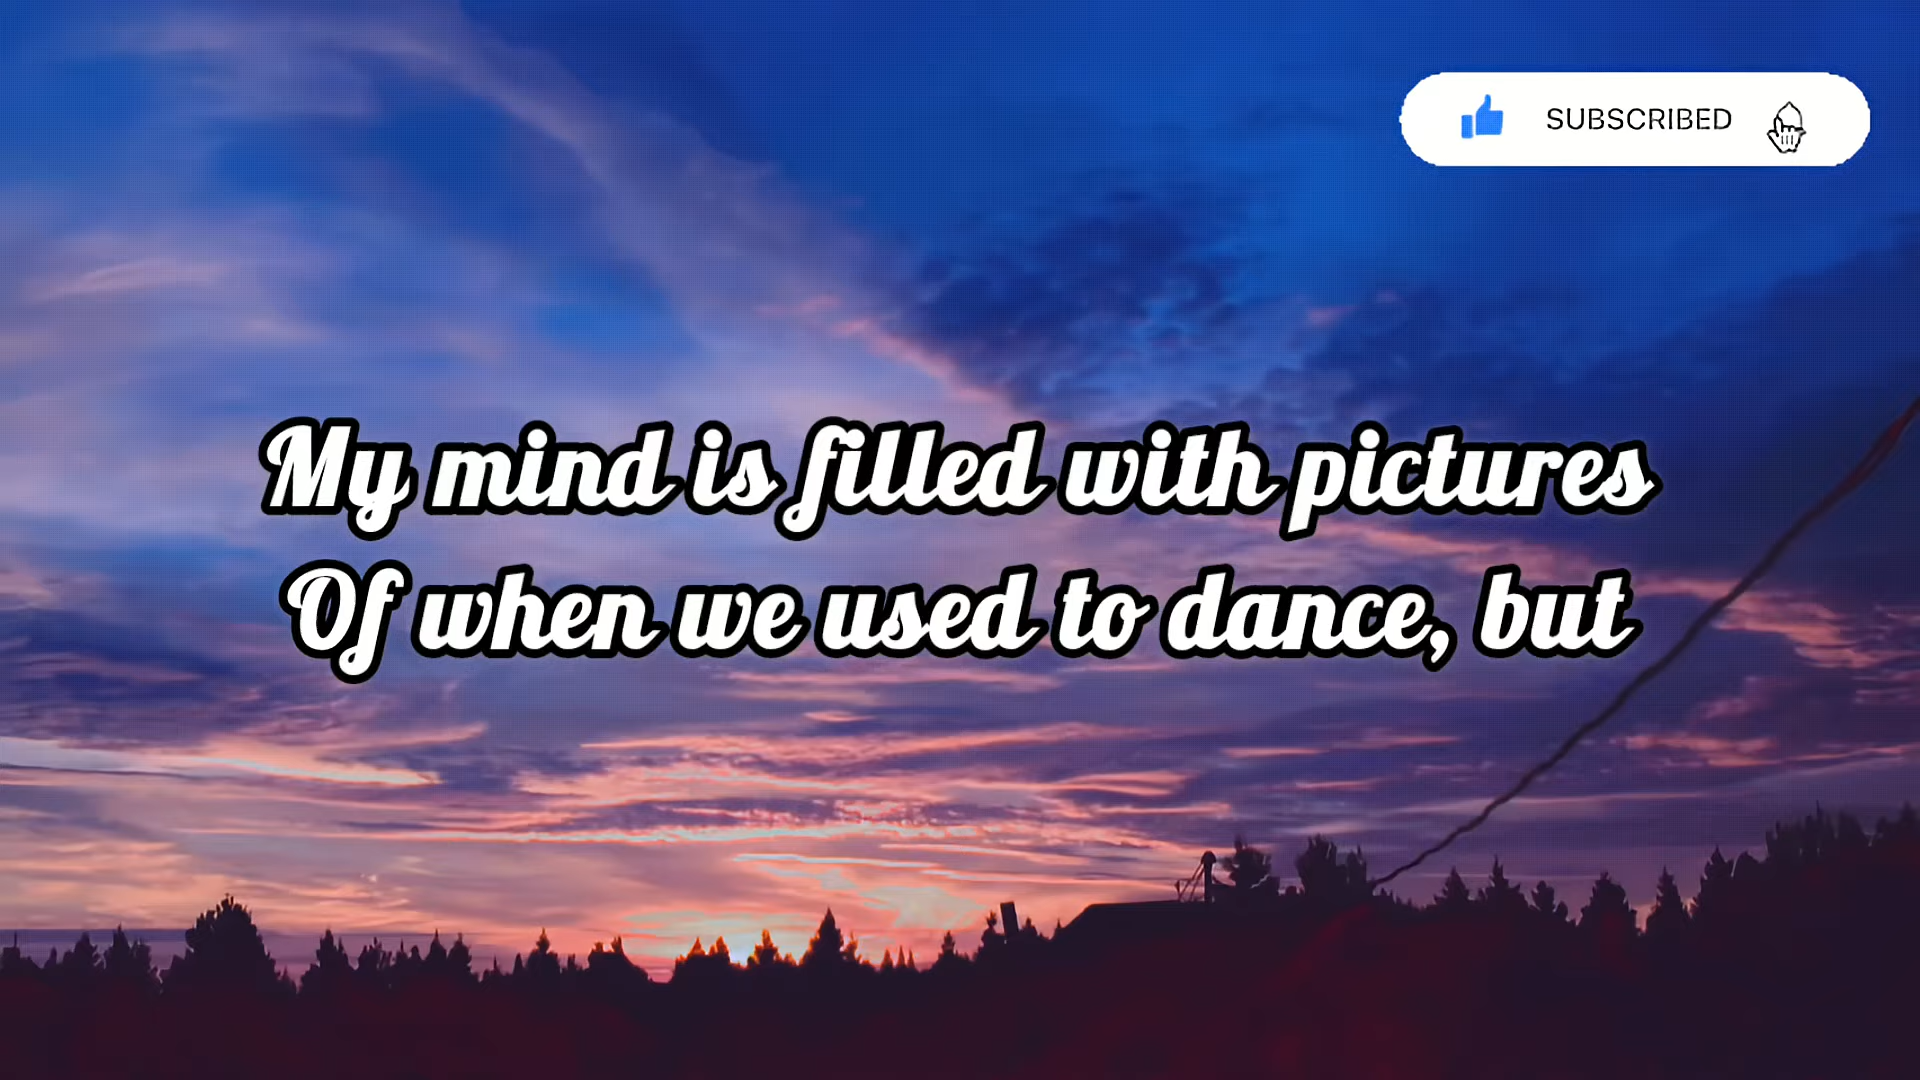 SUBSCRIBED
My mind is filled with pictures
Of when we used to dance, but